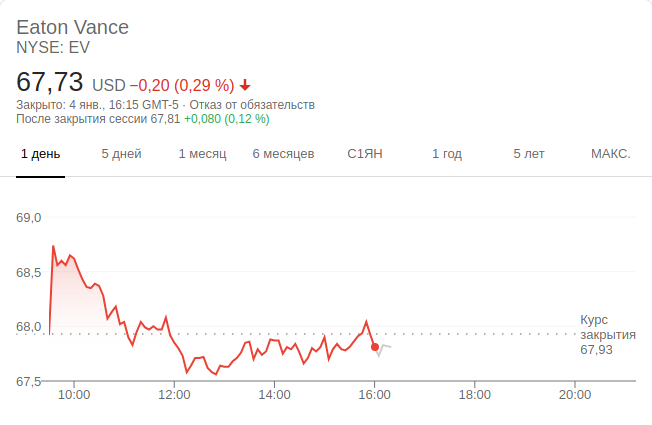 Eaton Vance
NYSE: EV
67,73 USD −0,20 (0,29 %)
Закрыто: 4 янв., 16:15 GMT-5 · Отказ от обязательств
После закрытия сессии 67,81 +0,080 (0,12 %)
1 день 5 дней 1 месяц 6 месяцев С1ЯН 1 год 5 лет МАКС.
69,0
68,5
68,0
67,5
Курс
закрытия
67,93
10:00 12:00 14:00 16:00 18:00 20:00